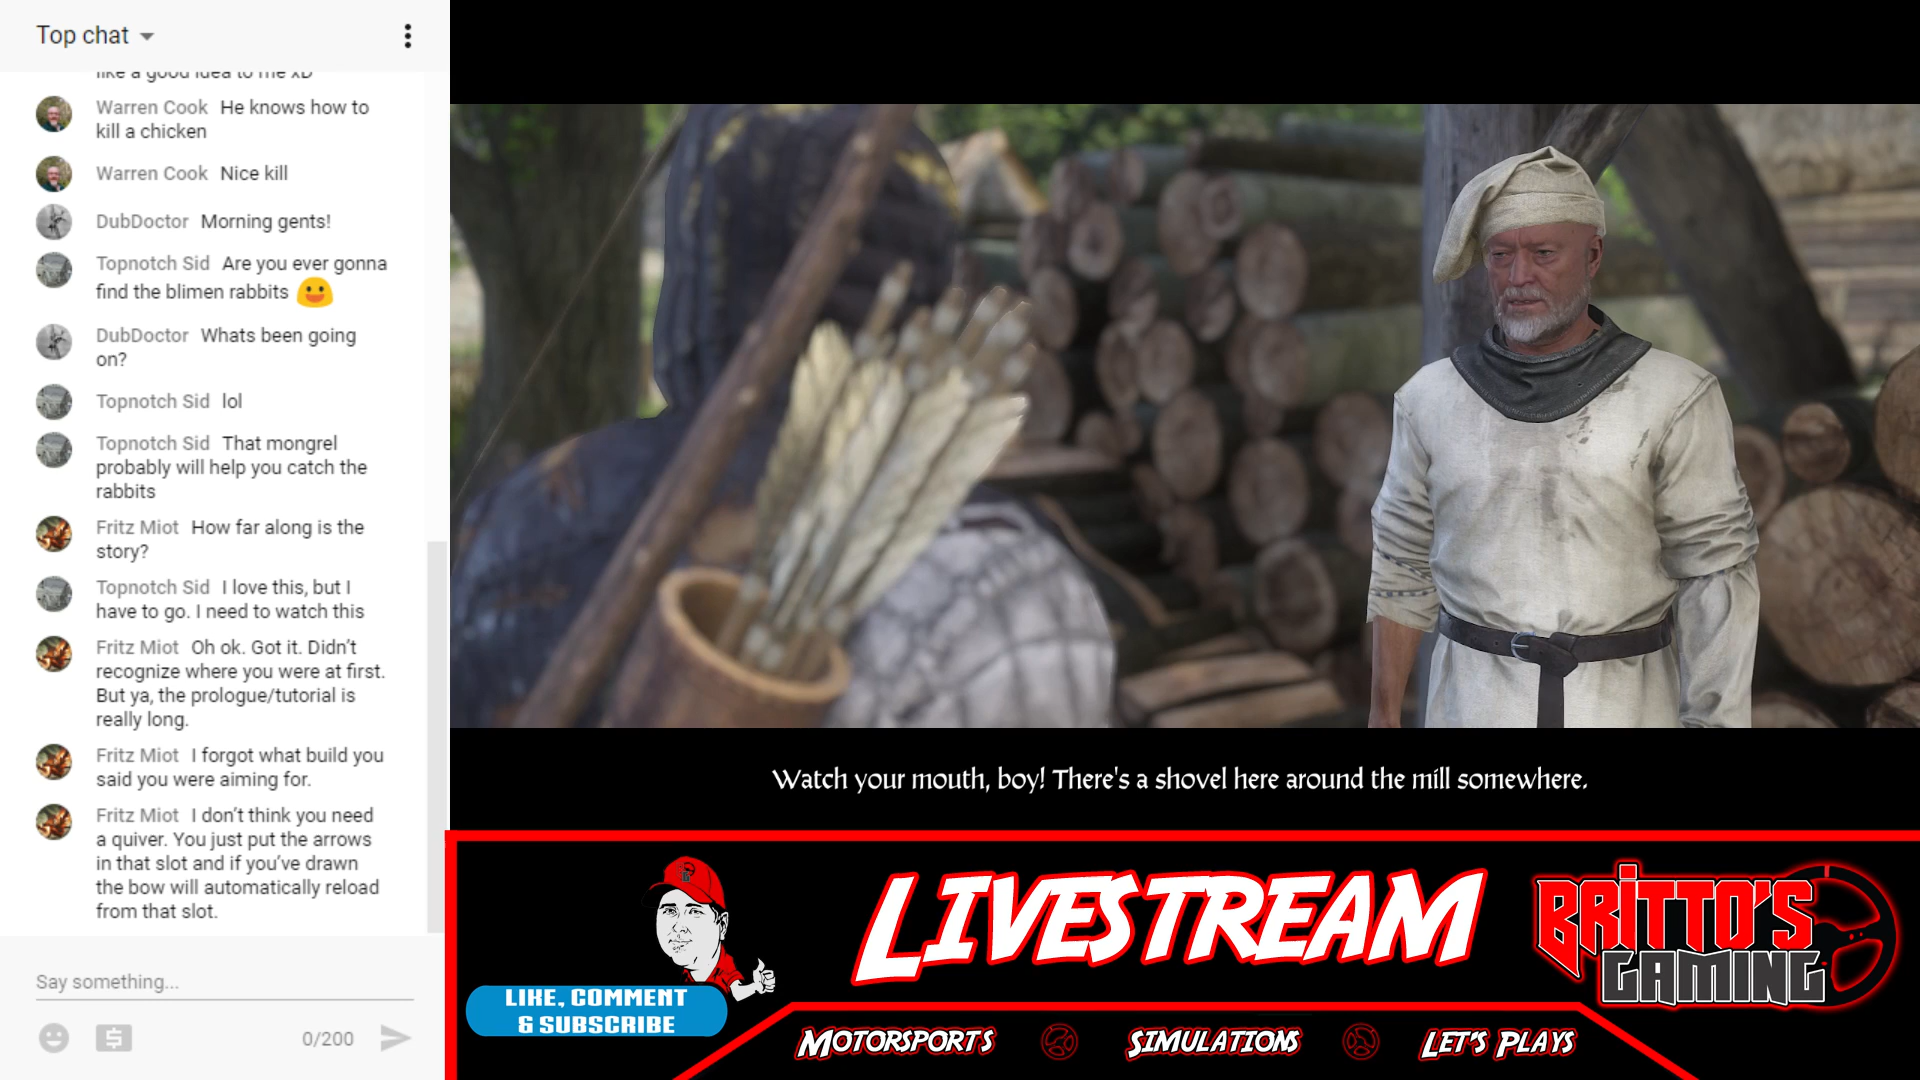 Top chat
like a good idea to me xD
Warren Cook He knows how to
kill a chicken
Warren Cook Nice kill
DubDoctor Morning gents!
Topnotch Sid Are you ever gonna
find the blimen rabbits
DubDoctor Whats been going
on?
Topnotch Sid lol
Topnotch Sid That mongrel
probably will help you catch the
rabbits
Fritz Miot How far along is the
story?
Topnotch Sid I love this, but I
have to go. I need to watch this
Fritz Miot Oh ok. Got it. Didn't
recognize where you were at first.
But ya, the prologue/tutorial is
really long.
Fritz Miot I forgot what build you
said you were aiming for.
Fritz Miot I don't think you need
a quiver. You just put the arrows
in that slot and if you've drawn
the bow will automatically reload
from that slot.
Say something...
0/200
Watch your mouth, boy! There's a shovel here around the mill somewhere.
LIVESTREAM
BRITTO'S
GAMING
LIKE, COMMENT
& SUBSCRIBE
MOTORSPORTS
SIMULATIONS
LET'S PLAYS